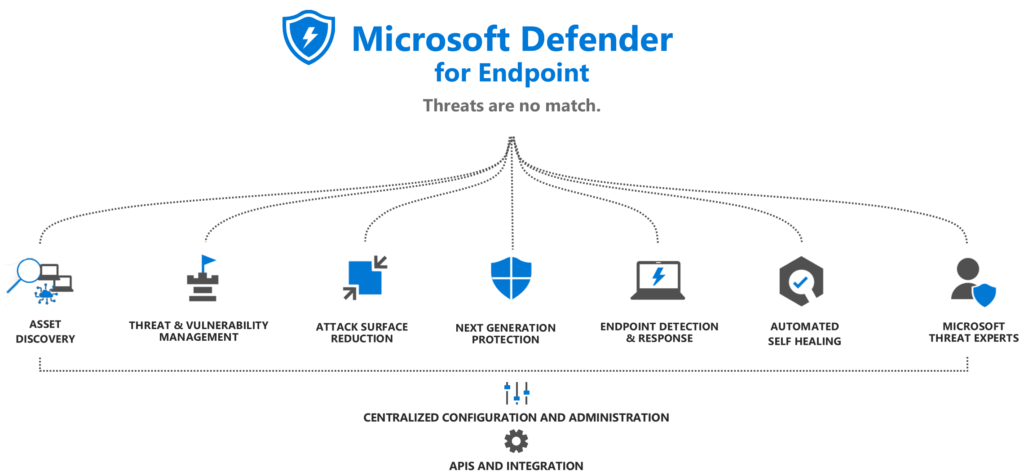 Microsoft Defender
for Endpoint
Threats are no match.
ASSET
DISCOVERY
THREAT & VULNERABILITY
MANAGEMENT
ATTACK SURFACE
REDUCTION
NEXT GENERATION
PROTECTION
ENDPOINT DETECTION
& RESPONSE
AUTOMATED
SELF HEALING
MICROSOFT
THREAT EXPERTS
CENTRALIZED CONFIGURATION AND ADMINISTRATION
APIS AND INTEGRATION